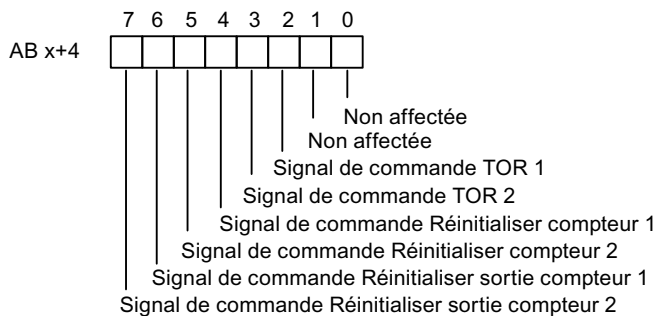 7 6 5 4 3 2 1 0
AB x+4
Non affectée
Non affectée
Signal de commande TOR 1
Signal de commande TOR 2
Signal de commande Réinitialiser compteur 1
Signal de commande Réinitialiser compteur 2
Signal de commande Réinitialiser sortie compteur 1
Signal de commande Réinitialiser sortie compteur 2